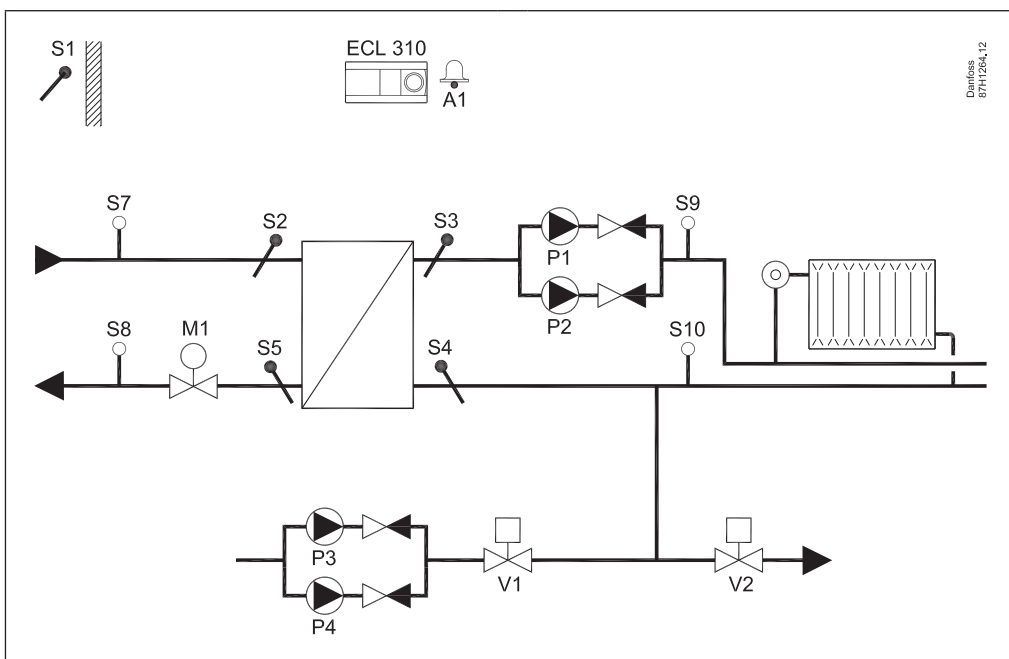 S1
ECL 310
A1
Danfoss
87H1264.12
S7
S2
S3
S9
P1
P2
S8
M1
S5
S4
S10
P3
V1
V2
P4